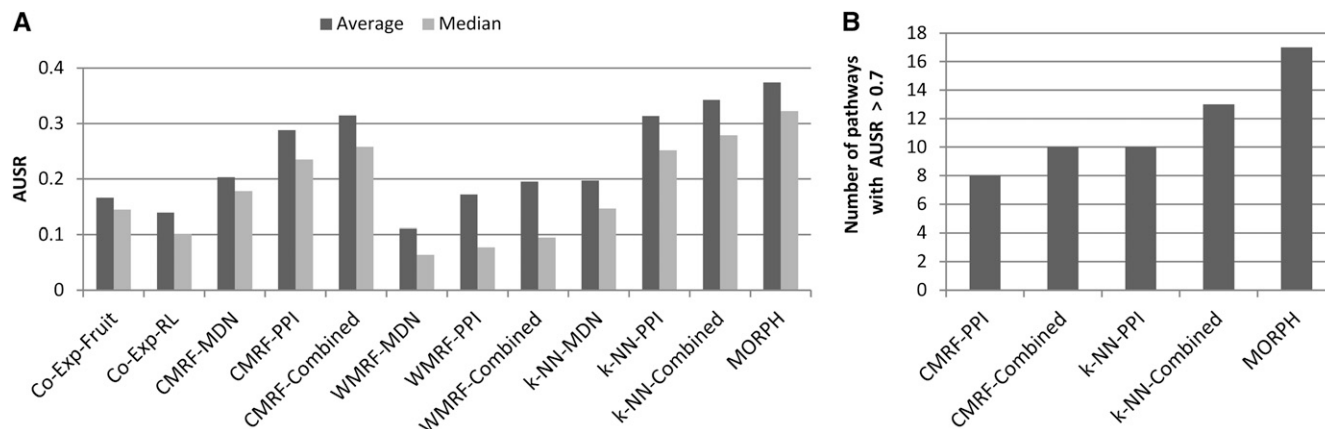 A
Average Median
AUSR
0.4
0.3
0.2
0.1
0
Co-Exp-Fruit
Co-Exp-RL
CMRF-MDN
CMRF-PPI
CMRF-Combined
WMRF-MDN
WMRF-PPI
WMRF-Combined
k-NN-MDN
k-NN-PPI
k-NN-Combined
MORPH
B
Number of pathways
with AUSR > 0.7
18
16
14
12
10
8
6
4
2
0
CMRF-PPI
CMRF-Combined
k-NN-PPI
k-NN-Combined
MORPH